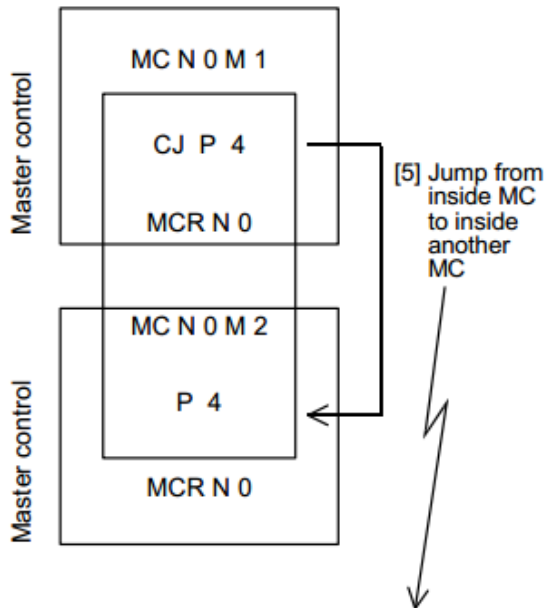 Master control
MC N 0 M 1
CJ P 4
MCR N 0
[5] Jump from
inside MC
to inside
another
MC
Master control
MC N 0 M 2
P 4
MCR N 0